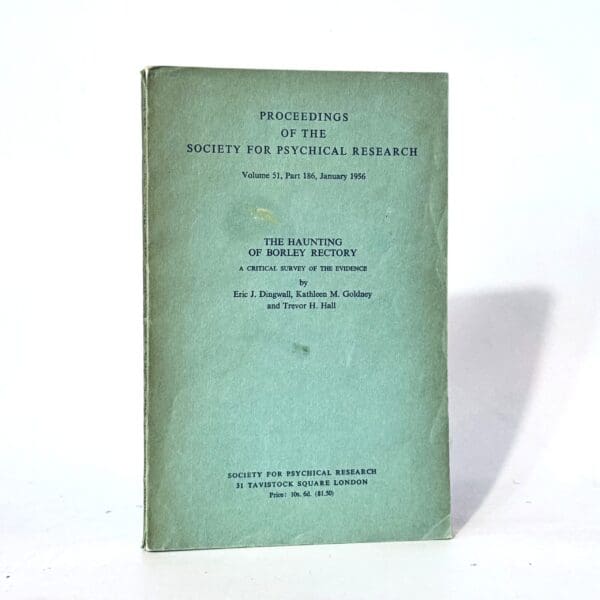 PROCEEDINGS
OF THE
SOCIETY FOR PSYCHICAL RESEARCH
Volume 51, Part 186, January 1956
THE HAUNTING
OF BORLEY RECTORY
A CRITICAL SURVEY OF THE EVIDENCE
by
Eric J. Dingwall, Kathleen M. Goldney
and Trevor H. Hall
SOCIETY FOR PSYCHICAL RESEARCH
31 TAVISTOCK SQUARE LONDON
Price: 10s. 6d. ($1.50)